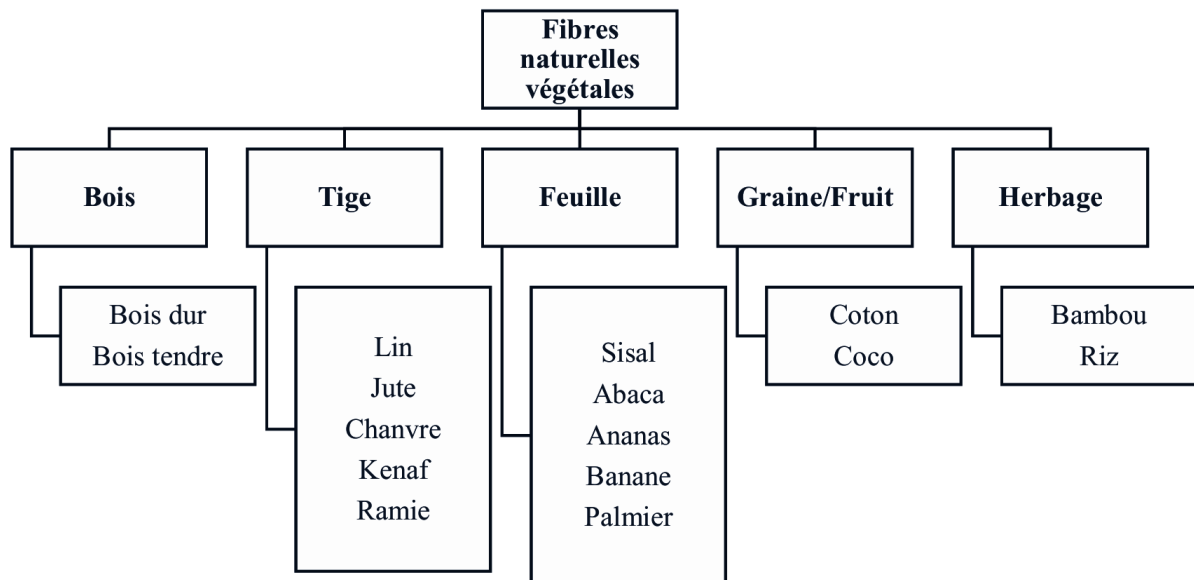 Fibres
naturelles
végétales
Bois
Tige
Feuille
Graine/Fruit
Herbage
Bois dur
Bois tendre
Lin
Jute
Chanvre
Kenaf
Ramie
Sisal
Abaca
Ananas
Banane
Palmier
Coton
Coco
Bambou
Riz